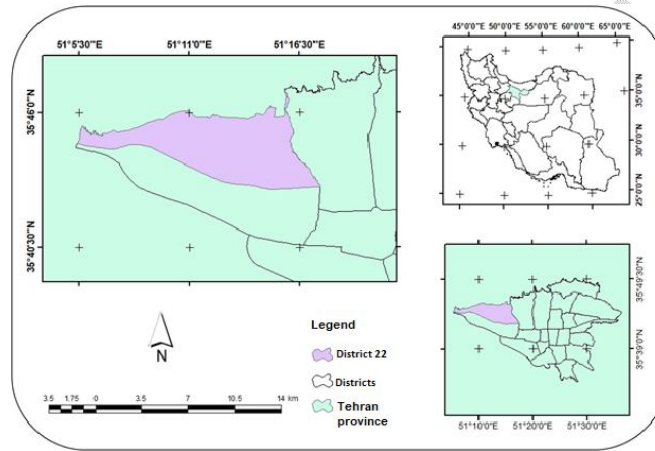 51°5'30"E 51°11'0"E 51°16'30"E
35°46'0"N
35°40'30"N
45°0'0"E 50°0'0"E 55°0'0"E 60°0'0"E 65°0'0"E
35°0'0"N
30°0'0"N
25°0'0"N
35°49'0"N
35°39'0"N
51°10'0"E 51°20'0"E 51°30'0"E
N
Legend
District 22
Districts
Tehran
province
3.5 1.75 0 3.5 7 10.5 14 km